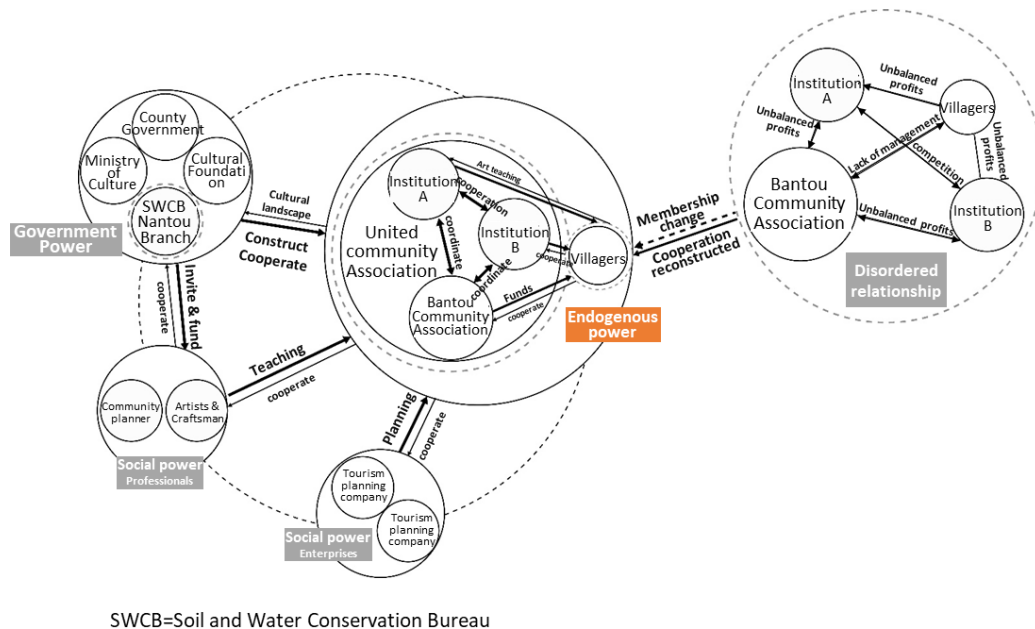 County
Government
Ministry
of
Culture
Cultural
Foundati
on
SWCB
Nantou
Branch
Government
Power
Cultural
landscape
Construct
Cooperate
Invite & fund
cooperate
Community
planner
Artists &
Craftsman
Social power
Professionals
Teaching
cooperate
Planning
cooperate
Tourism
planning
company
Tourism
planning
company
Social power
Enterprises
United
community
Association
Institution
A
Art teaching
cooperation
Institution
B
coordinate
coordinate
cooperate
Villagers
Bantou
Community
Association
Funds
cooperate
Endogenous
power
Membership
change
Cooperation
reconstructed
Institution
A
Unbalanced
profits
Villagers
Unbalanced
profits
Unbalanced
profits
Lack of management
competition
Bantou
Community
Association
Unbalanced profits
Institution
B
Disordered
relationship
SWCB=Soil and Water Conservation Bureau